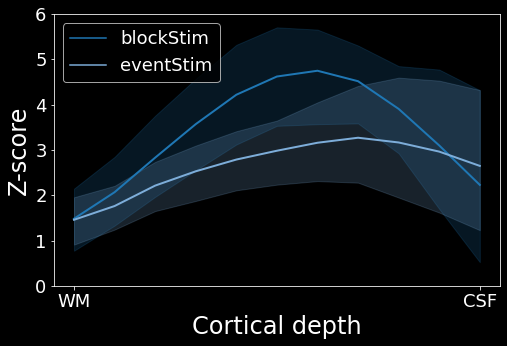 6
5
4
3
2
1
0
Z-score
blockStim
eventStim
WM
CSF
Cortical depth